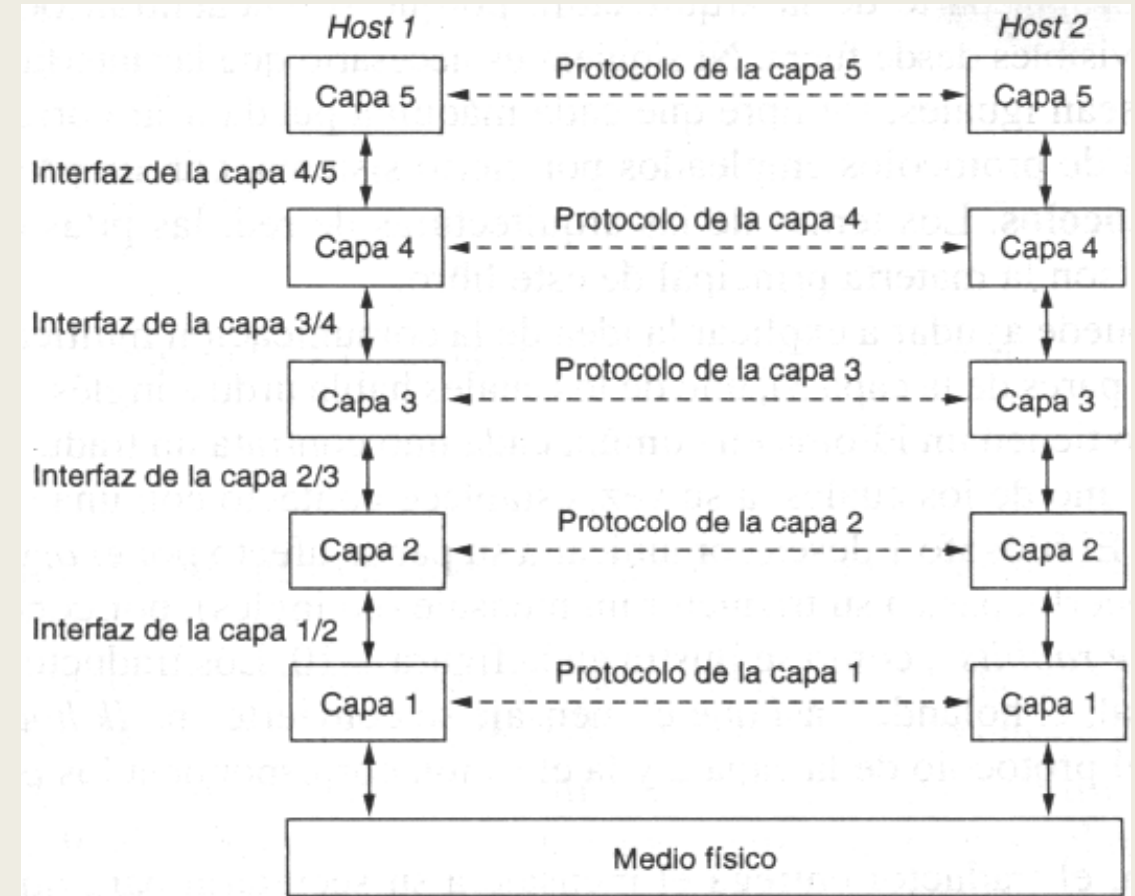 Host 1 Host 2
Protocolo de la capa 5
Capa 5 Capa 5
Interfaz de la capa 4/5
Protocolo de la capa 4
Capa 4 Capa 4
Interfaz de la capa 3/4
Protocolo de la capa 3
Capa 3 Capa 3
Interfaz de la capa 2/3
Protocolo de la capa 2
Capa 2 Capa 2
Interfaz de la capa 1/2
Protocolo de la capa 1
Capa 1 Capa 1
Medio físico